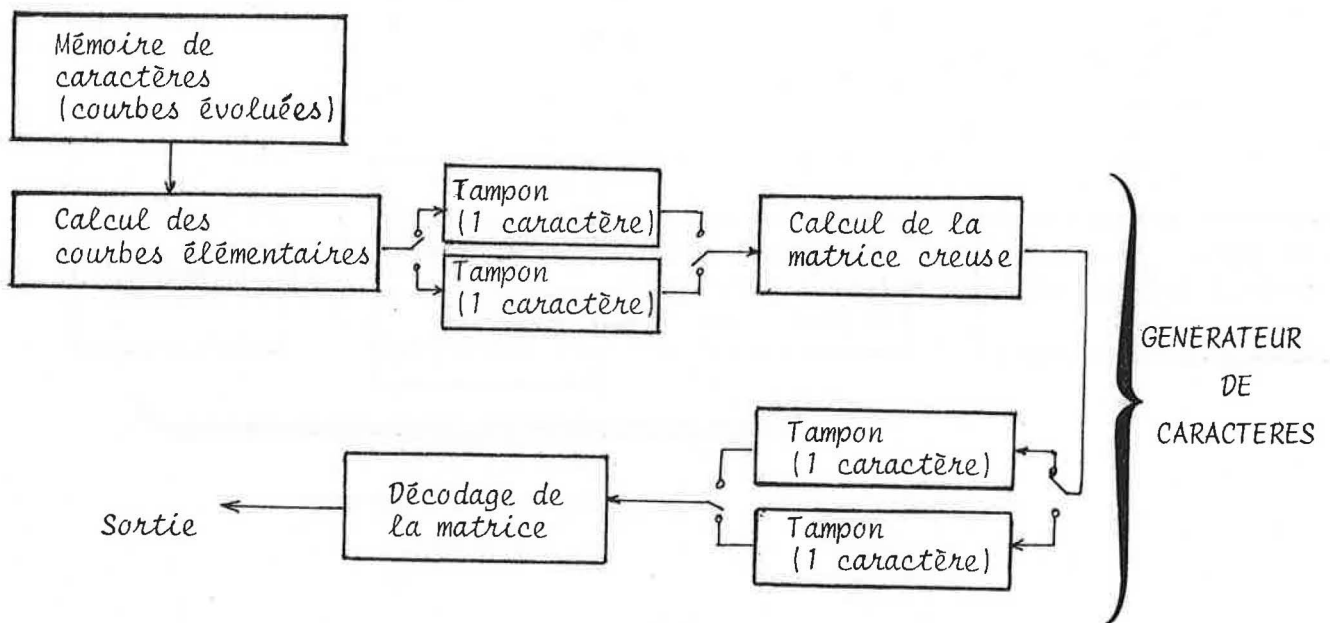 Mémoire de
caractères
(courbes évoluées)
Calcul des
courbes élémentaires
Tampon
(1 caractère)
Tampon
(1 caractère)
Calcul de la
matrice creuse
GENERATEUR
DE
CARACTERES
Tampon
(1 caractère)
Tampon
(1 caractère)
Décodage de
la matrice
Sortie